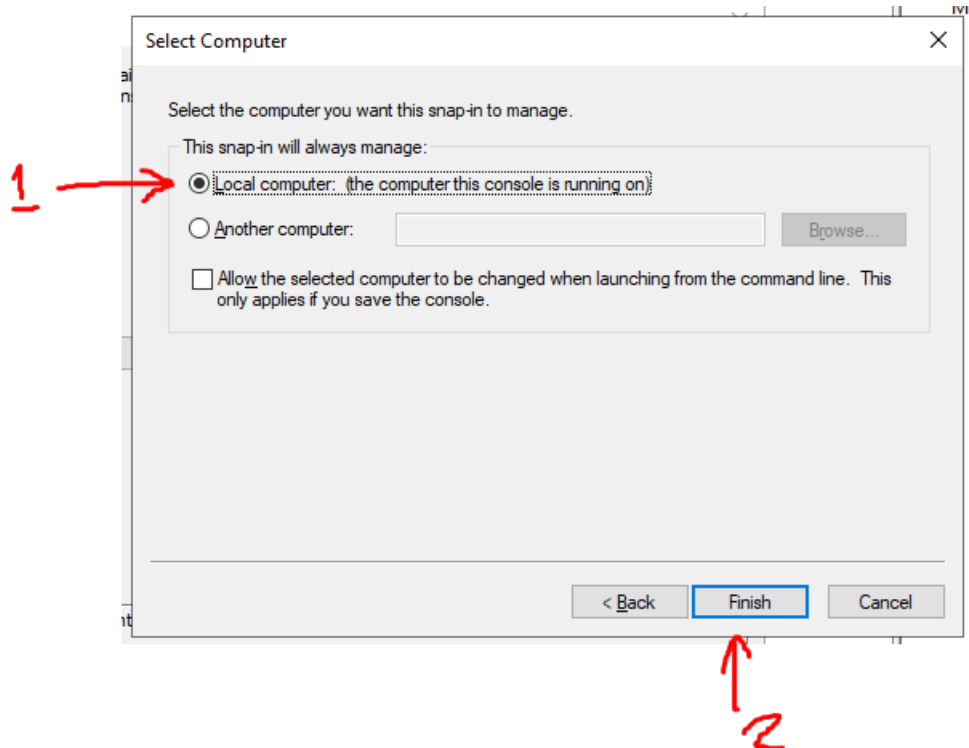 Select Computer
Select the computer you want this snap-in to manage.
This snap-in will always manage:
1
Local computer: (the computer this console is running on)
Another computer:
Browse...
Allow the selected computer to be changed when launching from the command line. This
only applies if you save the console.
< Back
Finish
Cancel
2